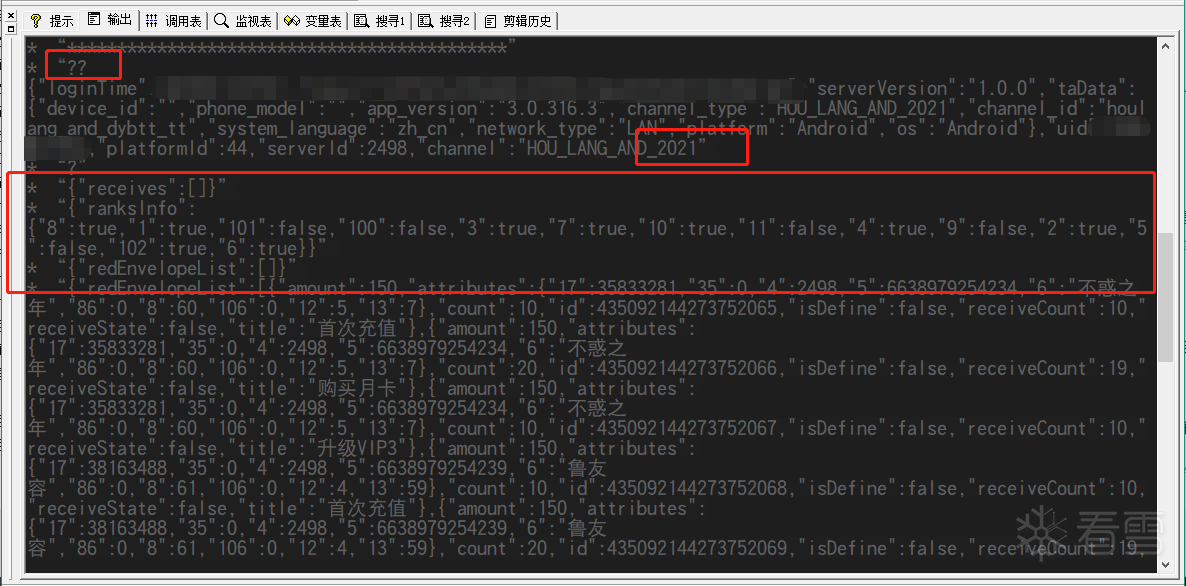 提示 输出 调用表 监视表 变量表 搜寻1 搜寻2 剪辑历史
* “********************************************”
* “??
{"loginTime" "serverVersion":"1.0.0","taData":
{"device_id":"","phone_model":"","app_version":"3.0.316.3","channel_type":"HOU_LANG_AND_2021","channel_id":"houl
ang_and_dybtt_tt","system_language":"zh_cn","network_type":"LAN","platform":"Android","os":"Android"},"uid
,"platformId":44,"serverId":2498,"channel":"HOU_LANG_AND_2021”
* “?”
* “{"receives":[]}”
* “{"ranksInfo":
{"8":true,"1":true,"101":false,"100":false,"3":true,"7":true,"10":true,"11":false,"4":true,"9":false,"2":true,"5
":false,"102":true,"6":true}}”
* “{"redEnvelopeList":[]}”
* “{"redEnvelopeList":[{"amount":150,"attributes":{"17":35833281,"35":0,"4":2498,"5":6638979254234,"6":"不惑之
年","86":0,"8":60,"106":0,"12":5,"13":7},"count":10,"id":435092144273752065,"isDefine":false,"receiveCount":10,"
receiveState":false,"title":"首次充值"},{"amount":150,"attributes":
{"17":35833281,"35":0,"4":2498,"5":6638979254234,"6":"不惑之
年","86":0,"8":60,"106":0,"12":5,"13":7},"count":20,"id":435092144273752066,"isDefine":false,"receiveCount":19,"
receiveState":false,"title":"购买月卡"},{"amount":150,"attributes":
{"17":35833281,"35":0,"4":2498,"5":6638979254234,"6":"不惑之
年","86":0,"8":60,"106":0,"12":5,"13":7},"count":10,"id":435092144273752067,"isDefine":false,"receiveCount":10,"
receiveState":false,"title":"升级VIP3"},{"amount":150,"attributes":
{"17":38163488,"35":0,"4":2498,"5":6638979254239,"6":"鲁友
容","86":0,"8":61,"106":0,"12":4,"13":59},"count":10,"id":435092144273752068,"isDefine":false,"receiveCount":10,
"receiveState":false,"title":"首次充值"},{"amount":150,"attributes":
{"17":38163488,"35":0,"4":2498,"5":6638979254239,"6":"鲁友
容","86":0,"8":61,"106":0,"12":4,"13":59},"count":20,"id":435092144273752069,"isDefine":false,"receiveCount":19,
看雪